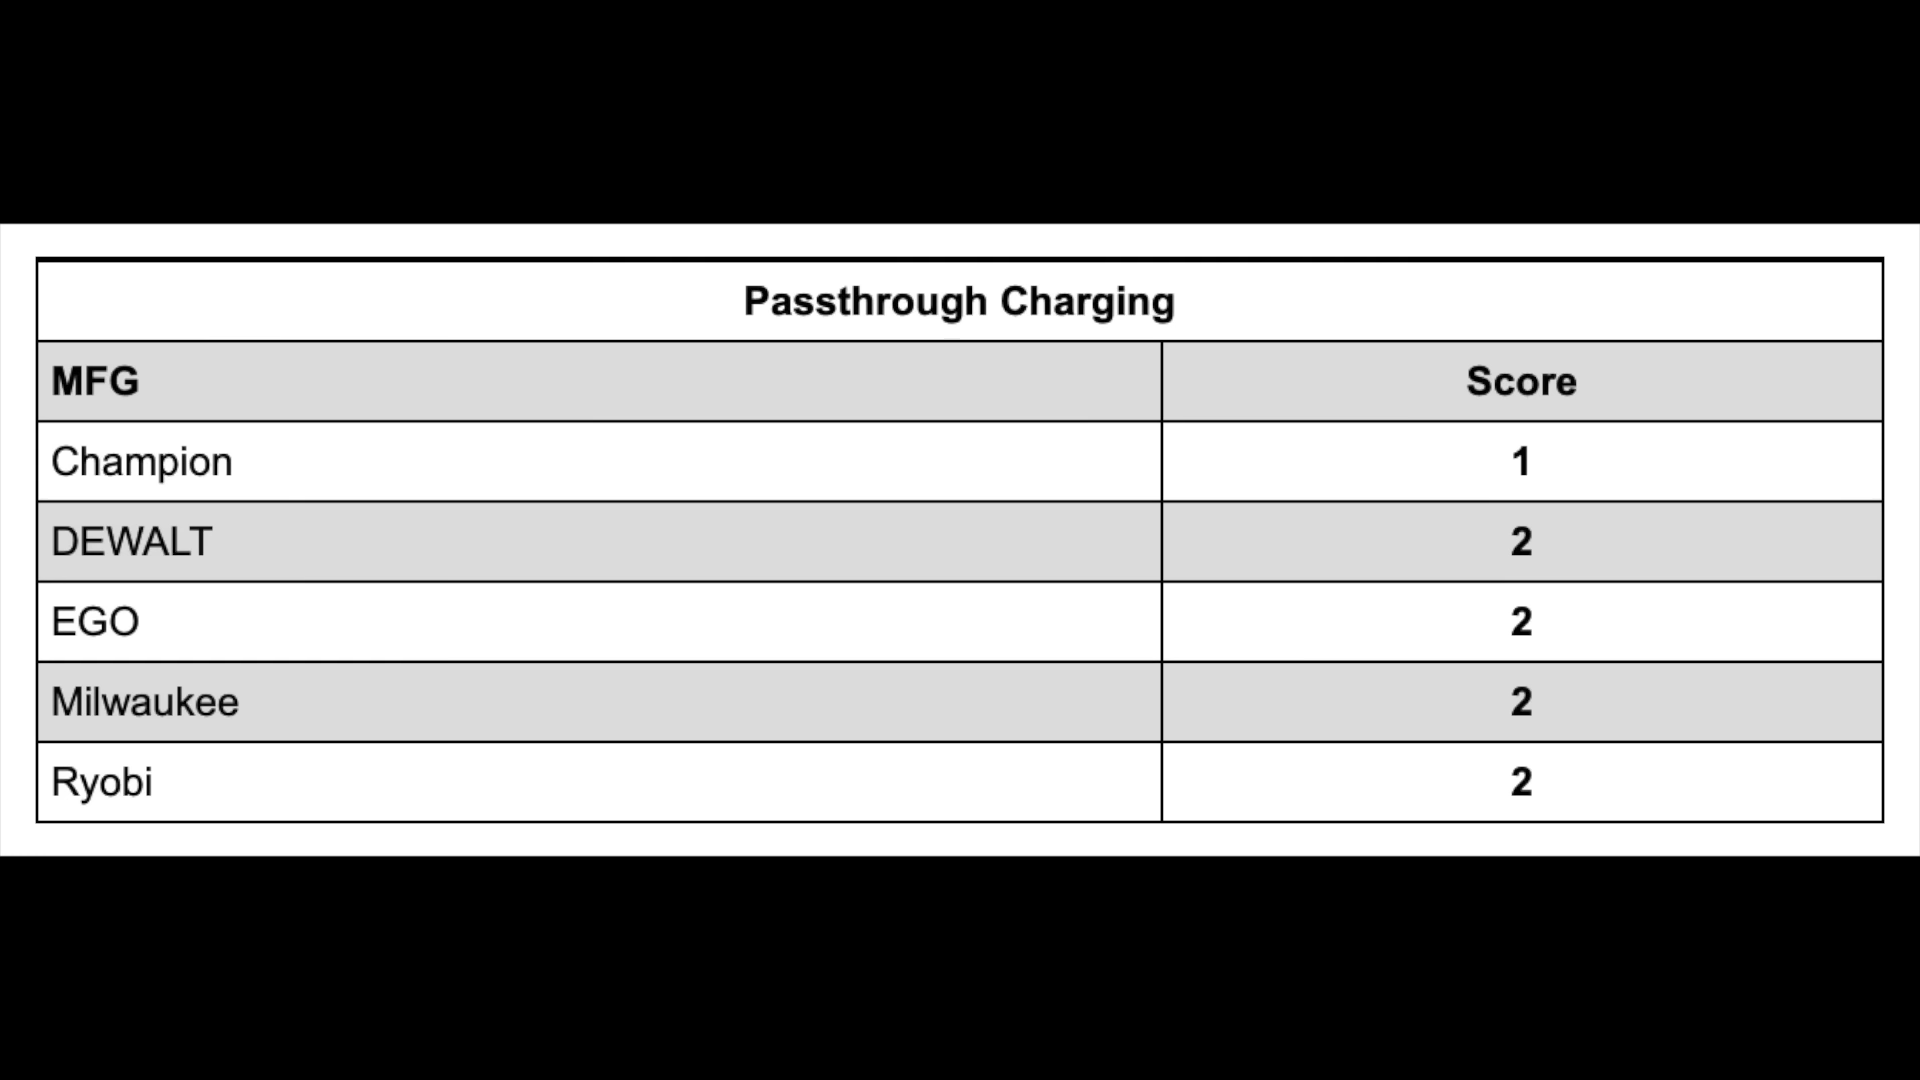 Passthrough Charging
MFG Score
Champion 1
DEWALT 2
EGO 2
Milwaukee 2
Ryobi 2